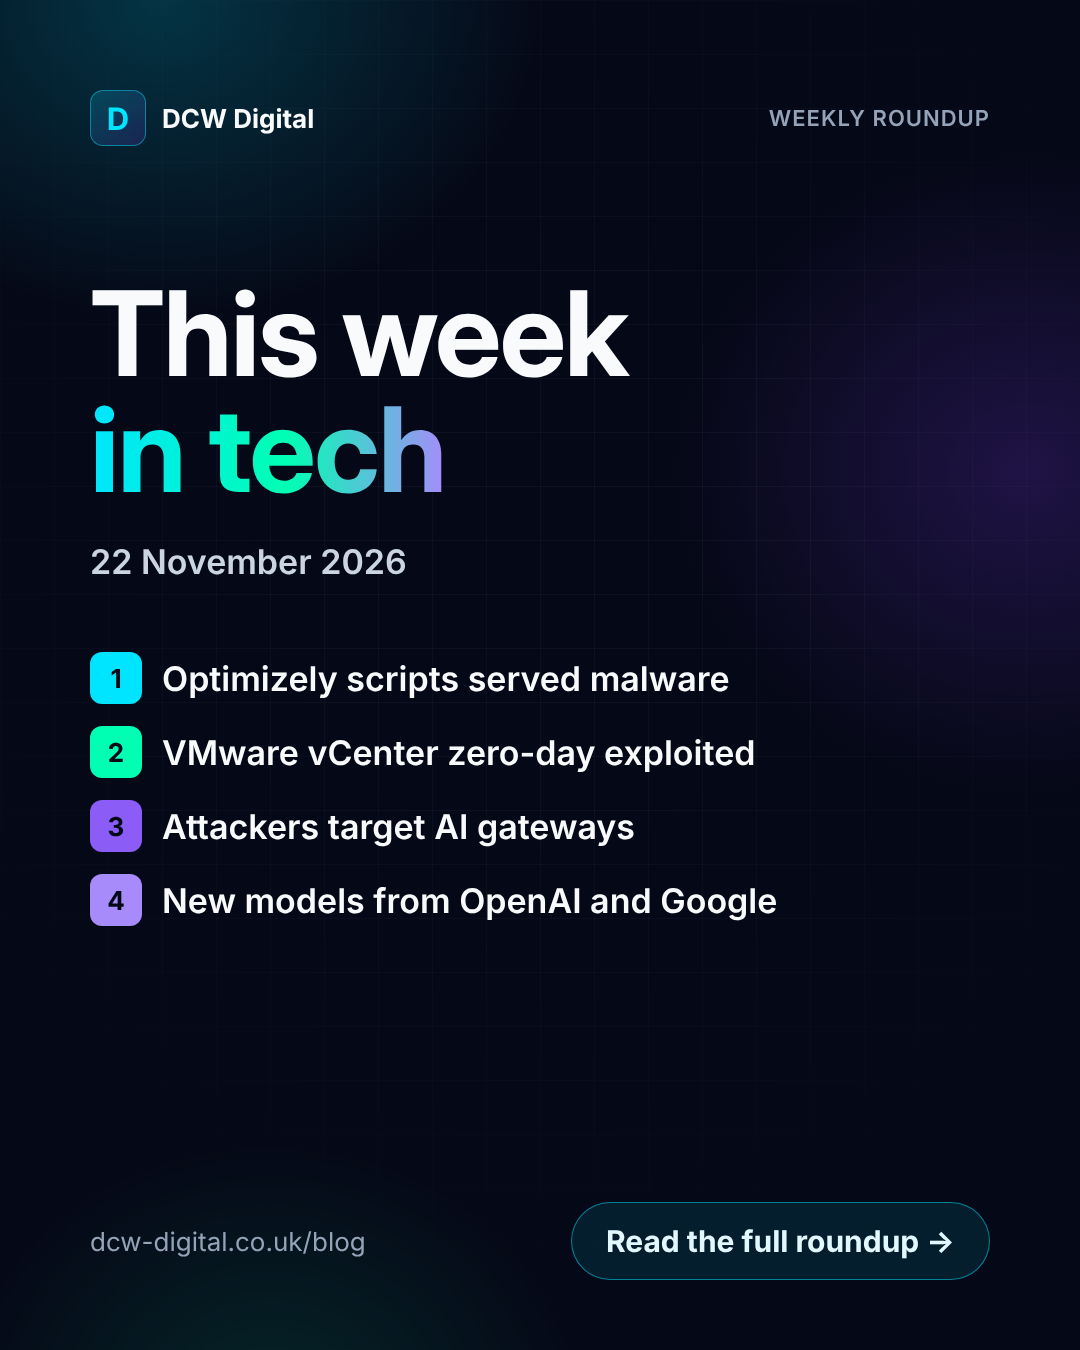 D DCW Digital
WEEKLY ROUNDUP
This week
in tech
22 November 2026
1 Optimizely scripts served malware
2 VMware vCenter zero-day exploited
3 Attackers target AI gateways
4 New models from OpenAI and Google
dcw-digital.co.uk/blog
Read the full roundup →